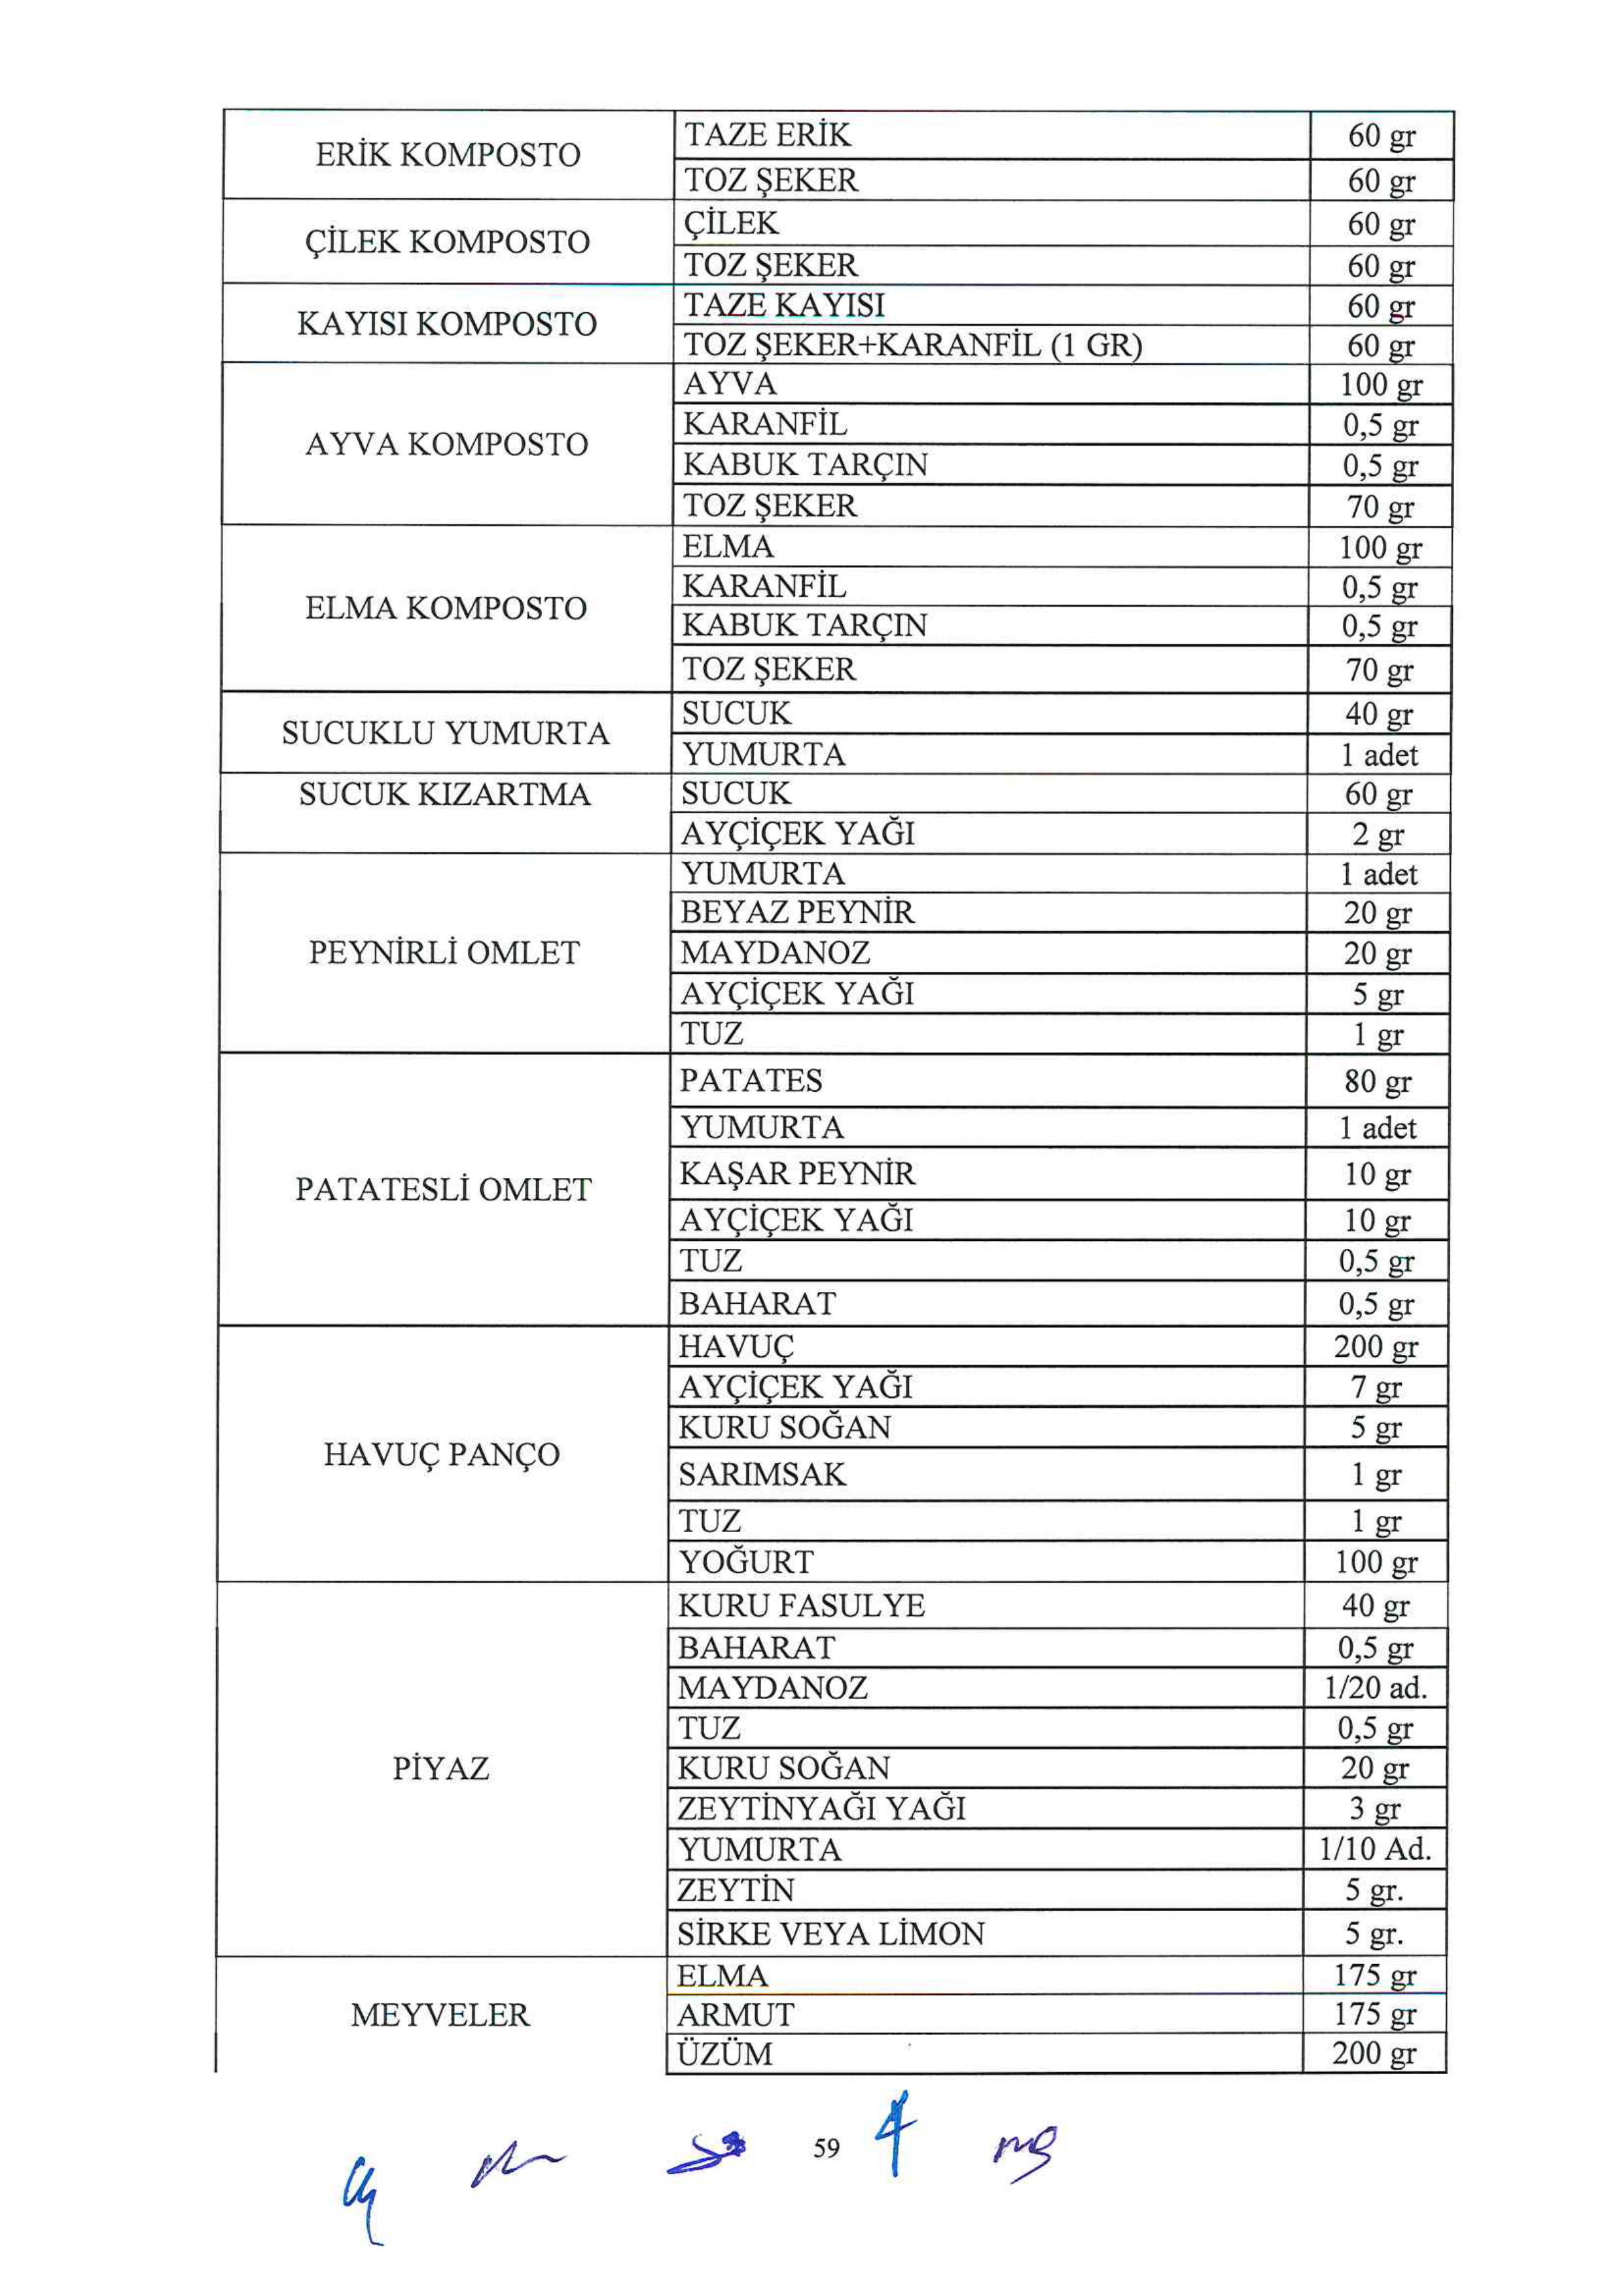 ERİK KOMPOSTO
TAZE ERİK 60 gr
TOZ ŞEKER 60 gr
ÇİLEK KOMPOSTO
ÇİLEK 60 gr
TOZ ŞEKER 60 gr
KAYISI KOMPOSTO
TAZE KAYISI 60 gr
TOZ ŞEKER+KARANFİL (1 GR) 60 gr
AYVA KOMPOSTO
AYVA 100 gr
KARANFİL 0,5 gr
KABUK TARÇIN 0,5 gr
TOZ ŞEKER 70 gr
ELMA KOMPOSTO
ELMA 100 gr
KARANFİL 0,5 gr
KABUK TARÇIN 0,5 gr
TOZ ŞEKER 70 gr
SUCUKLU YUMURTA
SUCUK 40 gr
YUMURTA 1 adet
SUCUK KIZARTMA
SUCUK 60 gr
AYÇİÇEK YAĞI 2 gr
PEYNİRLİ OMLET
YUMURTA 1 adet
BEYAZ PEYNİR 20 gr
MAYDANOZ 20 gr
AYÇİÇEK YAĞI 5 gr
TUZ 1 gr
PATATESLİ OMLET
PATATES 80 gr
YUMURTA 1 adet
KAŞAR PEYNİR 10 gr
AYÇİÇEK YAĞI 10 gr
TUZ 0,5 gr
BAHARAT 0,5 gr
HAVUÇ PANÇO
HAVUÇ 200 gr
AYÇİÇEK YAĞI 7 gr
KURU SOĞAN 5 gr
SARIMSAK 1 gr
TUZ 1 gr
YOĞURT 100 gr
PİYAZ
KURU FASULYE 40 gr
BAHARAT 0,5 gr
MAYDANOZ 1/20 ad.
TUZ 0,5 gr
KURU SOĞAN 20 gr
ZEYTİNYAĞI YAĞI 3 gr
YUMURTA 1/10 Ad.
ZEYTİN 5 gr.
SİRKE VEYA LİMON 5 gr.
MEYVELER
ELMA 175 gr
ARMUT 175 gr
ÜZÜM 200 gr
59